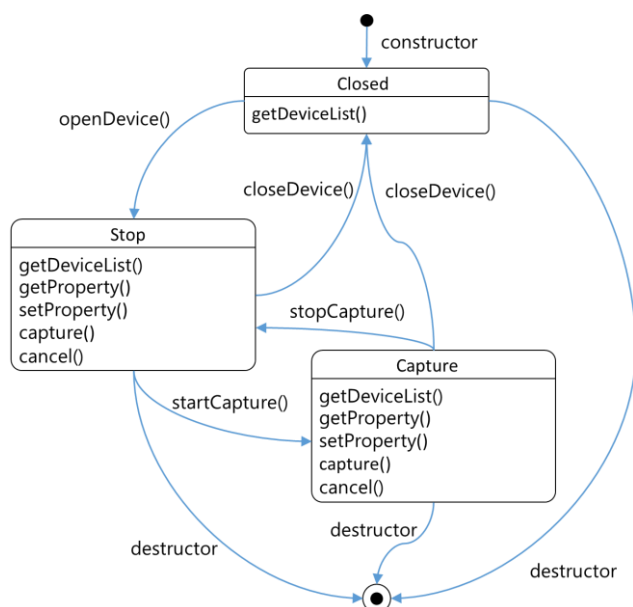 constructor
Closed
getDeviceList()
openDevice()
closeDevice()
closeDevice()
Stop
getDeviceList()
getProperty()
setProperty()
capture()
cancel()
stopCapture()
Capture
getDeviceList()
getProperty()
setProperty()
capture()
cancel()
startCapture()
destructor
destructor
destructor